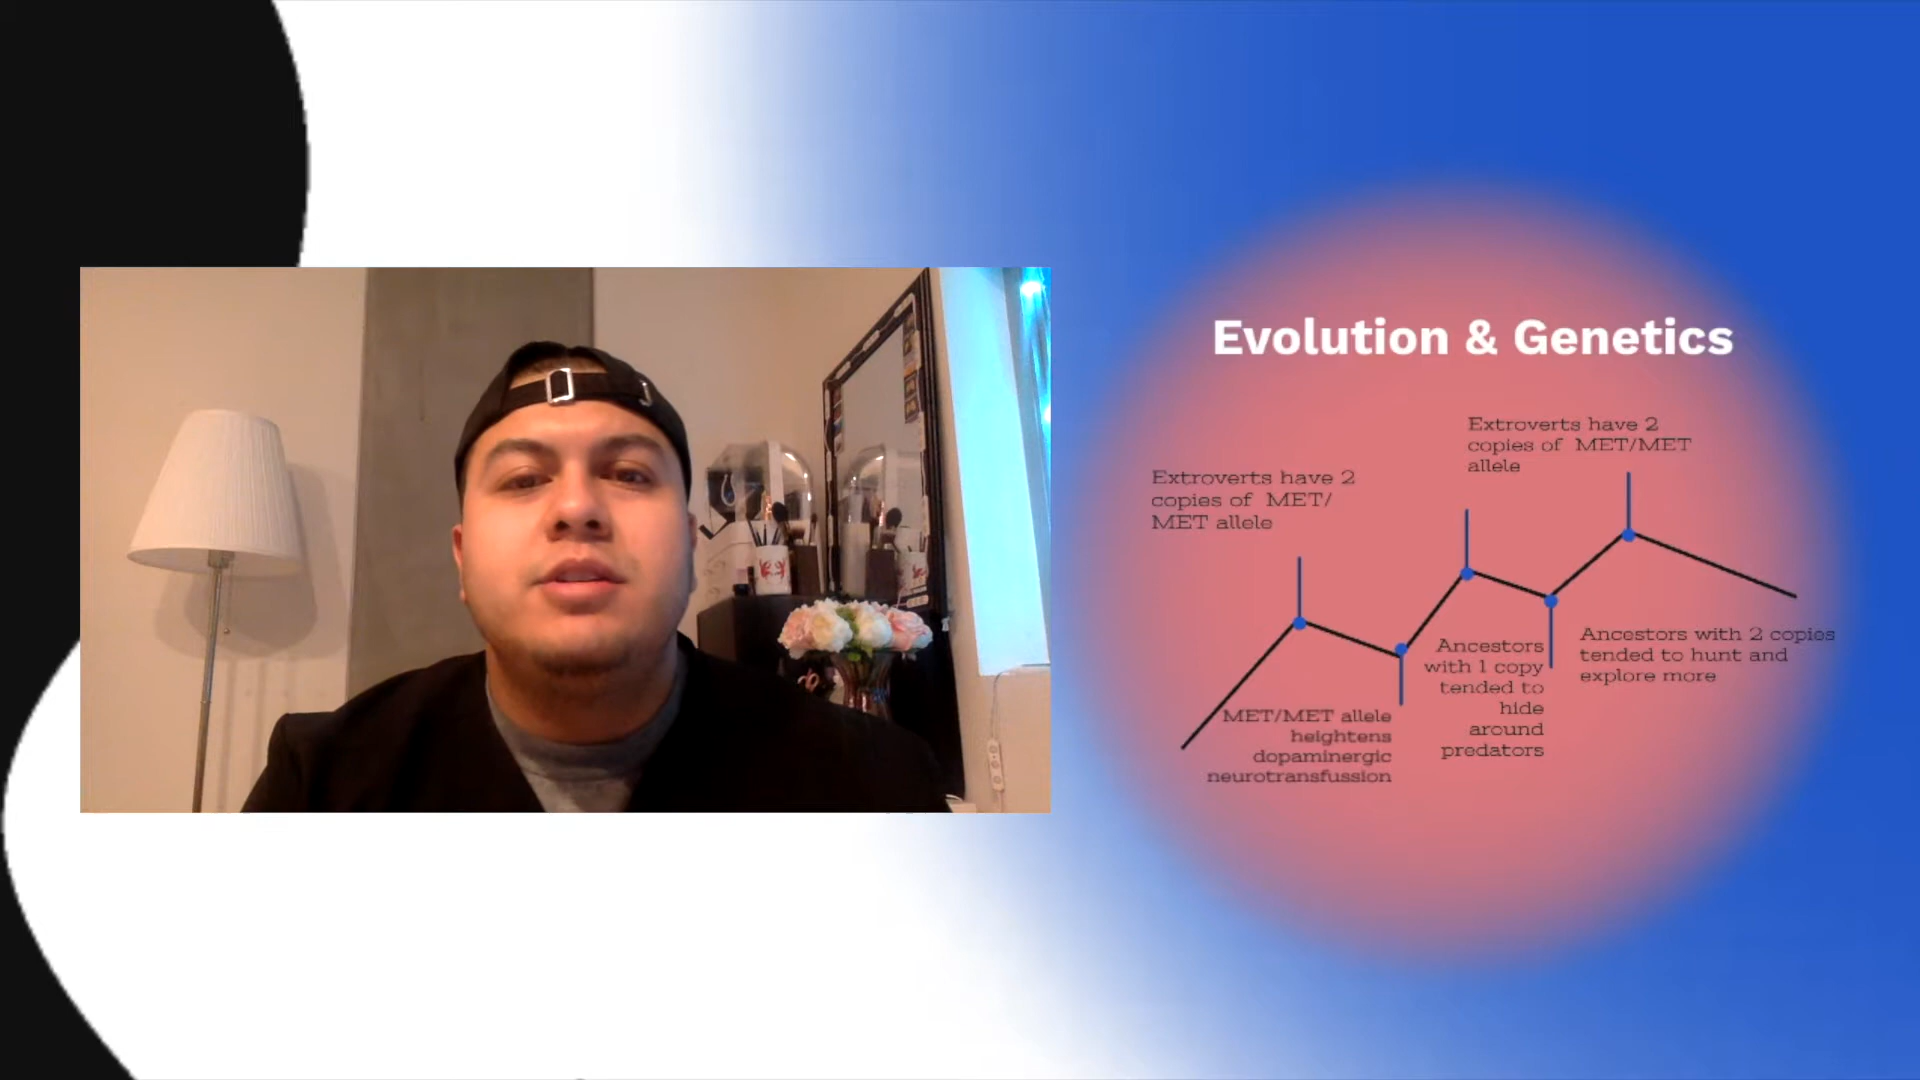 Evolution & Genetics
Extroverts have 2
copies of MET/
MET allele
Extroverts have 2
copies of MET/MET
allele
MET/MET allele
heightens
dopaminergic
neurotransfussion
Ancestors
with 1 copy
tended to
hide
around
predators
Ancestors with 2 copies
tended to hunt and
explore more